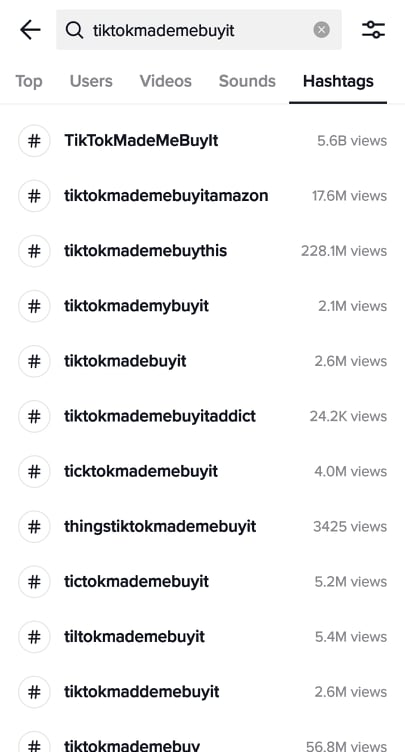 tiktokmademebuyit
Top Users Videos Sounds Hashtags
# TikTokMadeMeBuyIt 5.6B views
# tiktokmademebuyitamazon 17.6M views
# tiktokmademebuythis 228.1M views
# tiktokmademybuyit 2.1M views
# tiktokmadebuyit 2.6M views
# tiktokmademebuyitaddict 24.2K views
# ticktokmademebuyit 4.0M views
# thingstiktokmademebuyit 3425 views
# tictokmademebuyit 5.2M views
# tiltokmademebuyit 5.4M views
# tiktokmaddemebuyit 2.6M views
# tiktokmademebuy 56.8M views